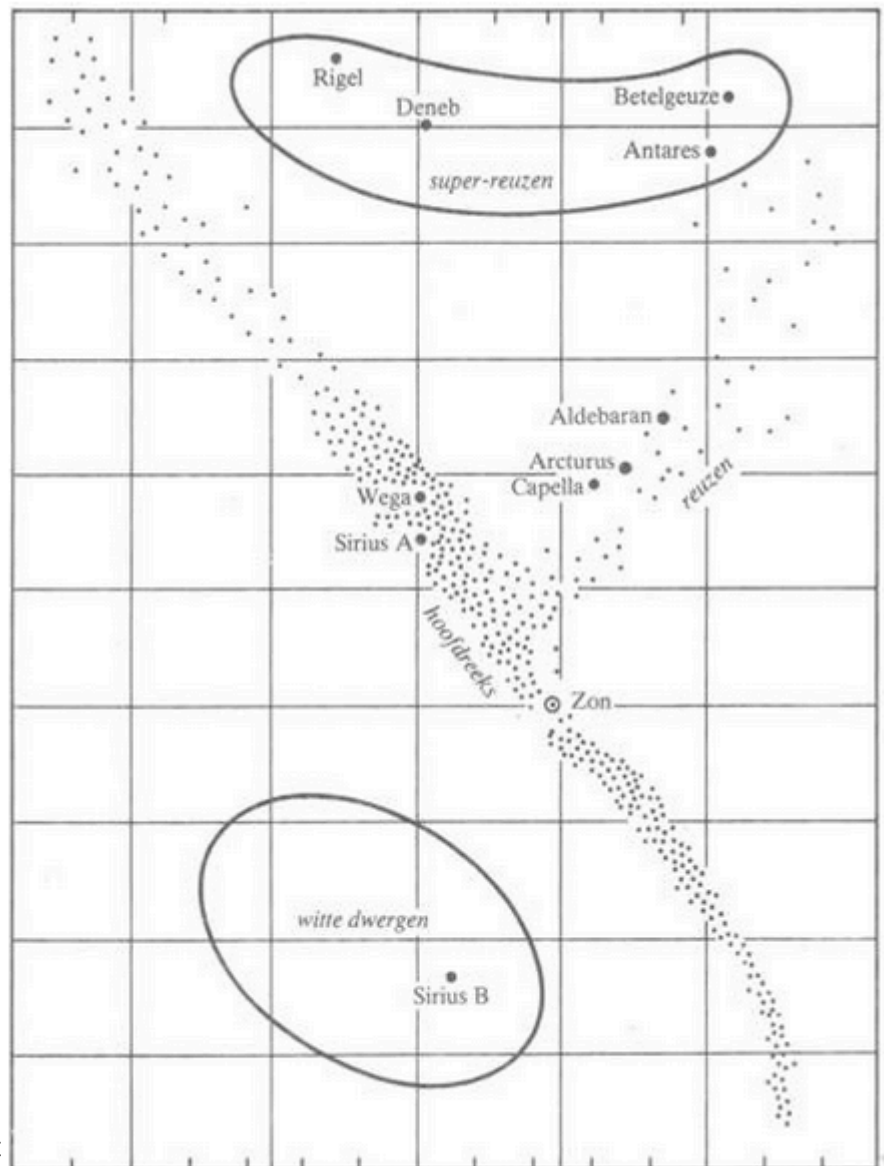 Rigel
Deneb
Betelgeuze
Antares
super-reuzen
Aldebaran
Arcturus
Capella
reuzen
Wega
Sirius A
hoofdreeks
Zon
witte dwergen
Sirius B